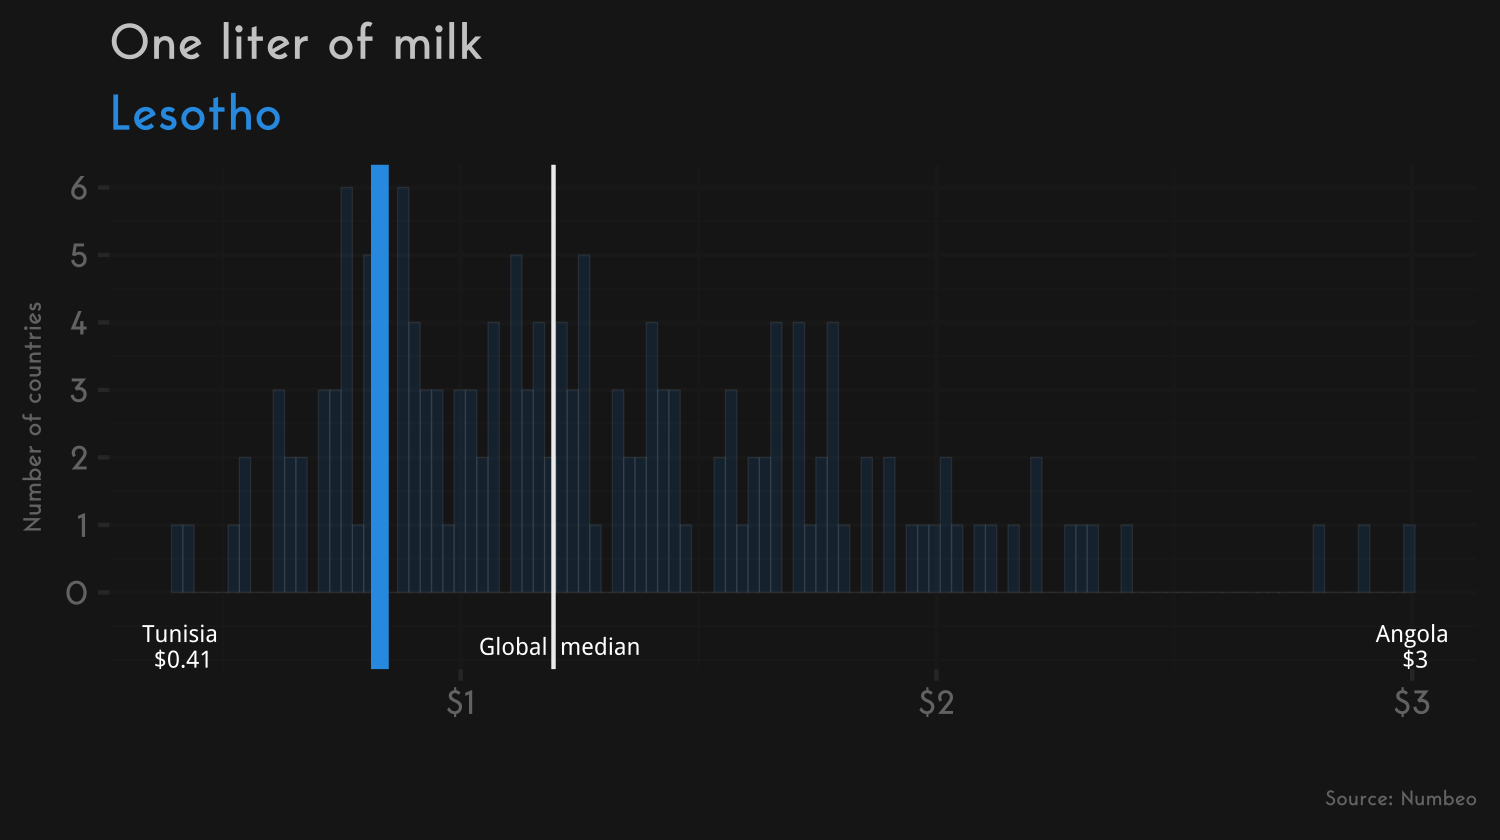 One liter of milk
Lesotho
Number of countries
6
5
4
3
2
1
0
Tunisia
$0.41
Global median
Angola
$3
$1
$2
$3
Source: Numbeo